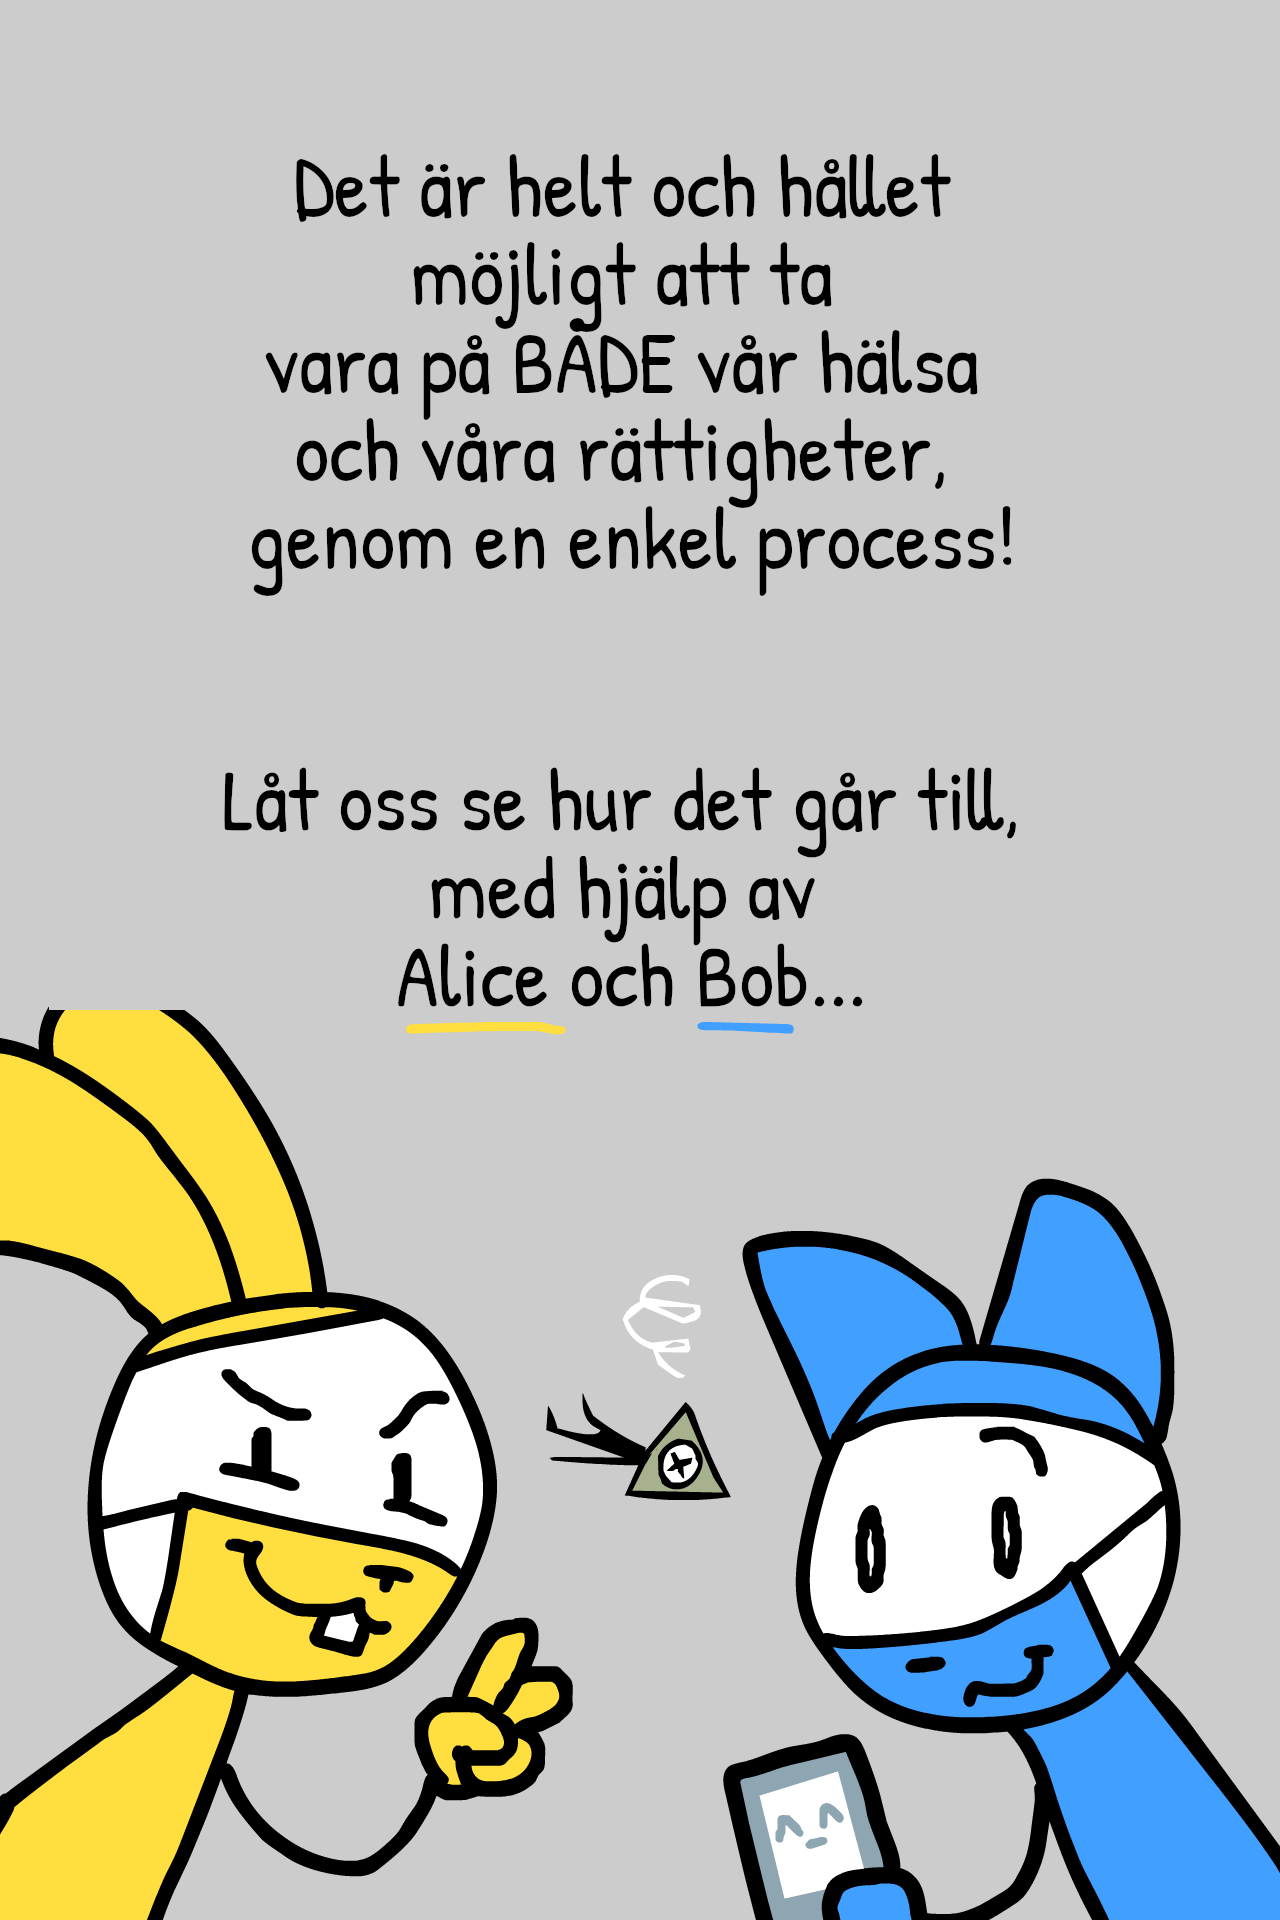 Det är helt och hållet
möjligt att ta
vara på BÅDE vår hälsa
och våra rättigheter,
genom en enkel process!
Låt oss se hur det går till,
med hjälp av
Alice och Bob...